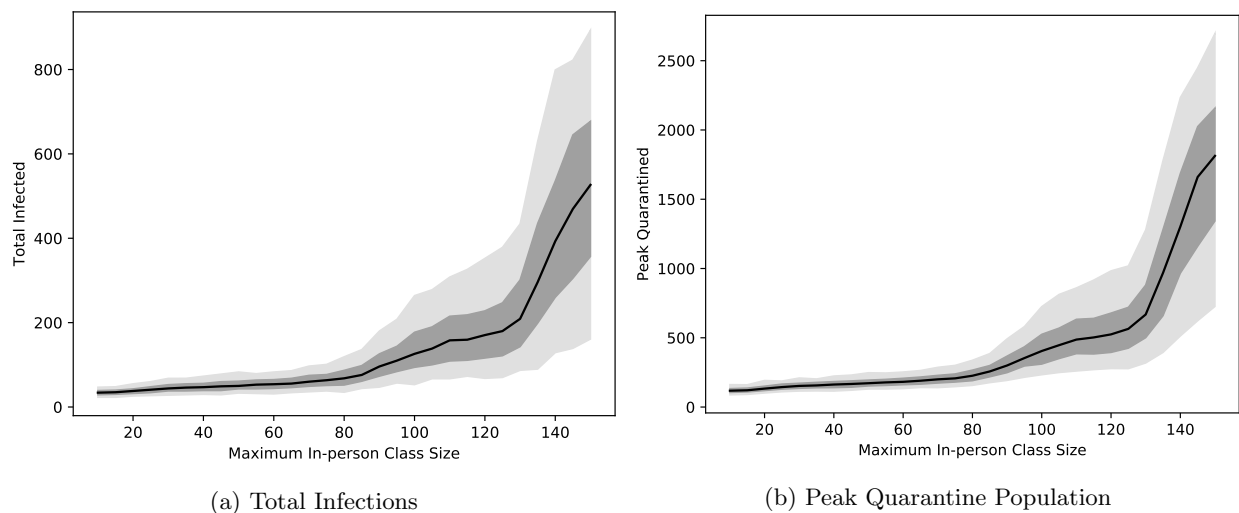 800
600
400
200
0
Total Infected
20 40 60 80 100 120 140
Maximum In-person Class Size
(a) Total Infections
2500
2000
1500
1000
500
0
Peak Quarantined
20 40 60 80 100 120 140
Maximum In-person Class Size
(b) Peak Quarantine Population